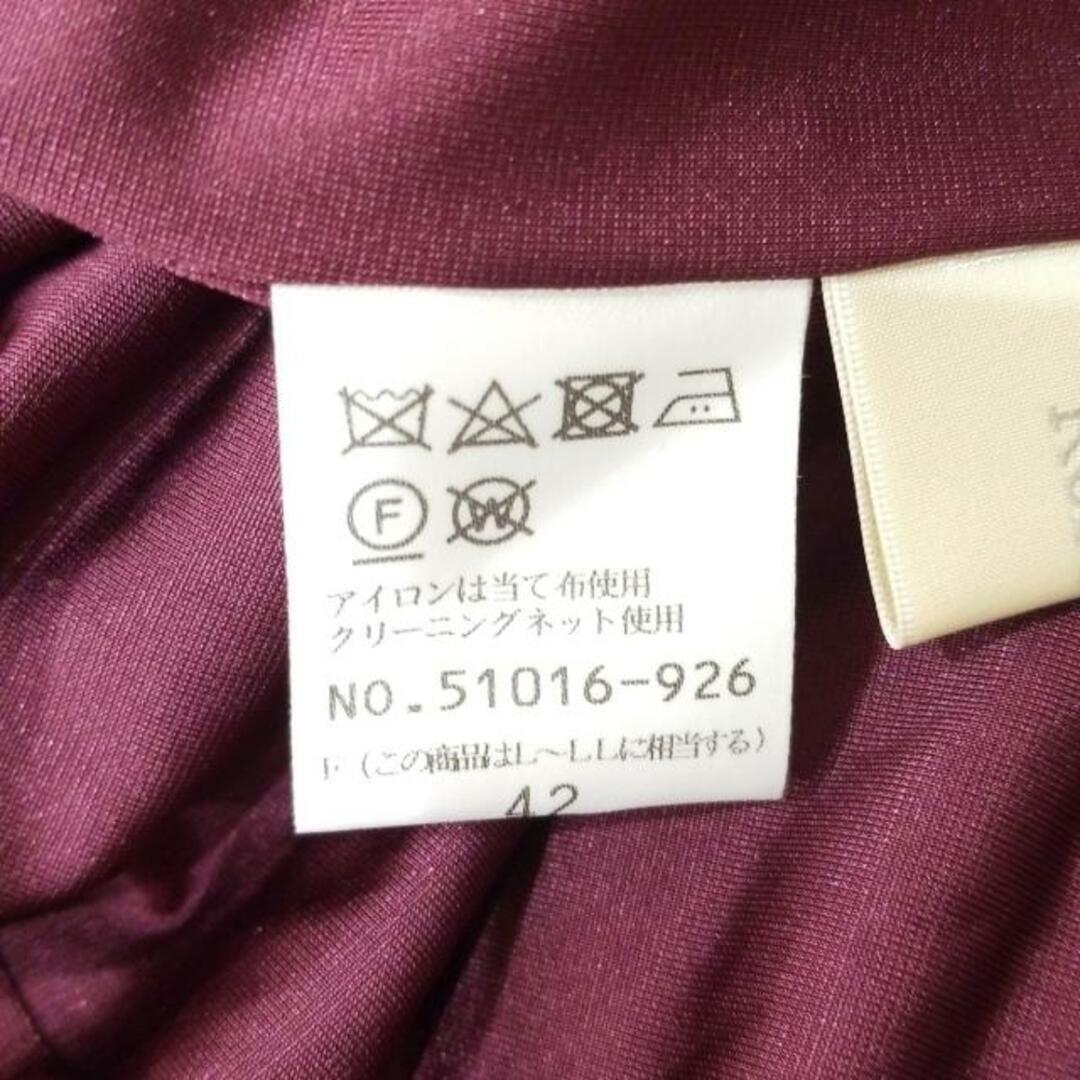 F W
アイロンは当て布使用
クリーニングネット使用
NO.51016-926
F（この商品はL～LLに相当する）
42